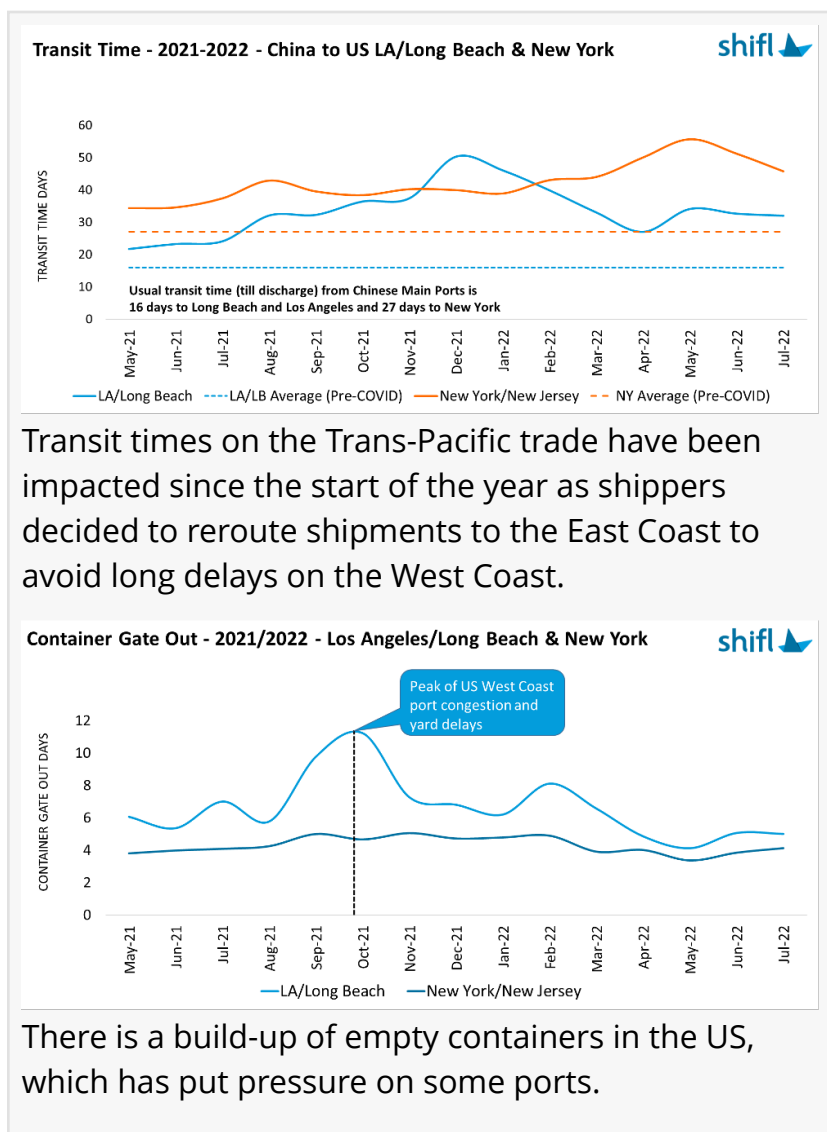 Transit Time - 2021-2022 - China to US LA/Long Beach & New York
shifl
60
50
40
30
20
10
0
TRANSIT TIME DAYS
Usual transit time (till discharge) from Chinese Main Ports is
16 days to Long Beach and Los Angeles and 27 days to New York
May-21
Jun-21
Jul-21
Aug-21
Sep-21
Oct-21
Nov-21
Dec-21
Jan-22
Feb-22
Mar-22
Apr-22
May-22
Jun-22
Jul-22
LA/Long Beach
LA/LB Average (Pre-COVID)
New York/New Jersey
NY Average (Pre-COVID)
Transit times on the Trans-Pacific trade have been
impacted since the start of the year as shippers
decided to reroute shipments to the East Coast to
avoid long delays on the West Coast.
Container Gate Out - 2021/2022 - Los Angeles/Long Beach & New York
shifl
Peak of US West Coast
port congestion and
yard delays
12
10
8
6
4
2
0
CONTAINER GATE OUT DAYS
May-21
Jun-21
Jul-21
Aug-21
Sep-21
Oct-21
Nov-21
Dec-21
Jan-22
Feb-22
Mar-22
Apr-22
May-22
Jun-22
Jul-22
LA/Long Beach
New York/New Jersey
There is a build-up of empty containers in the US,
which has put pressure on some ports.